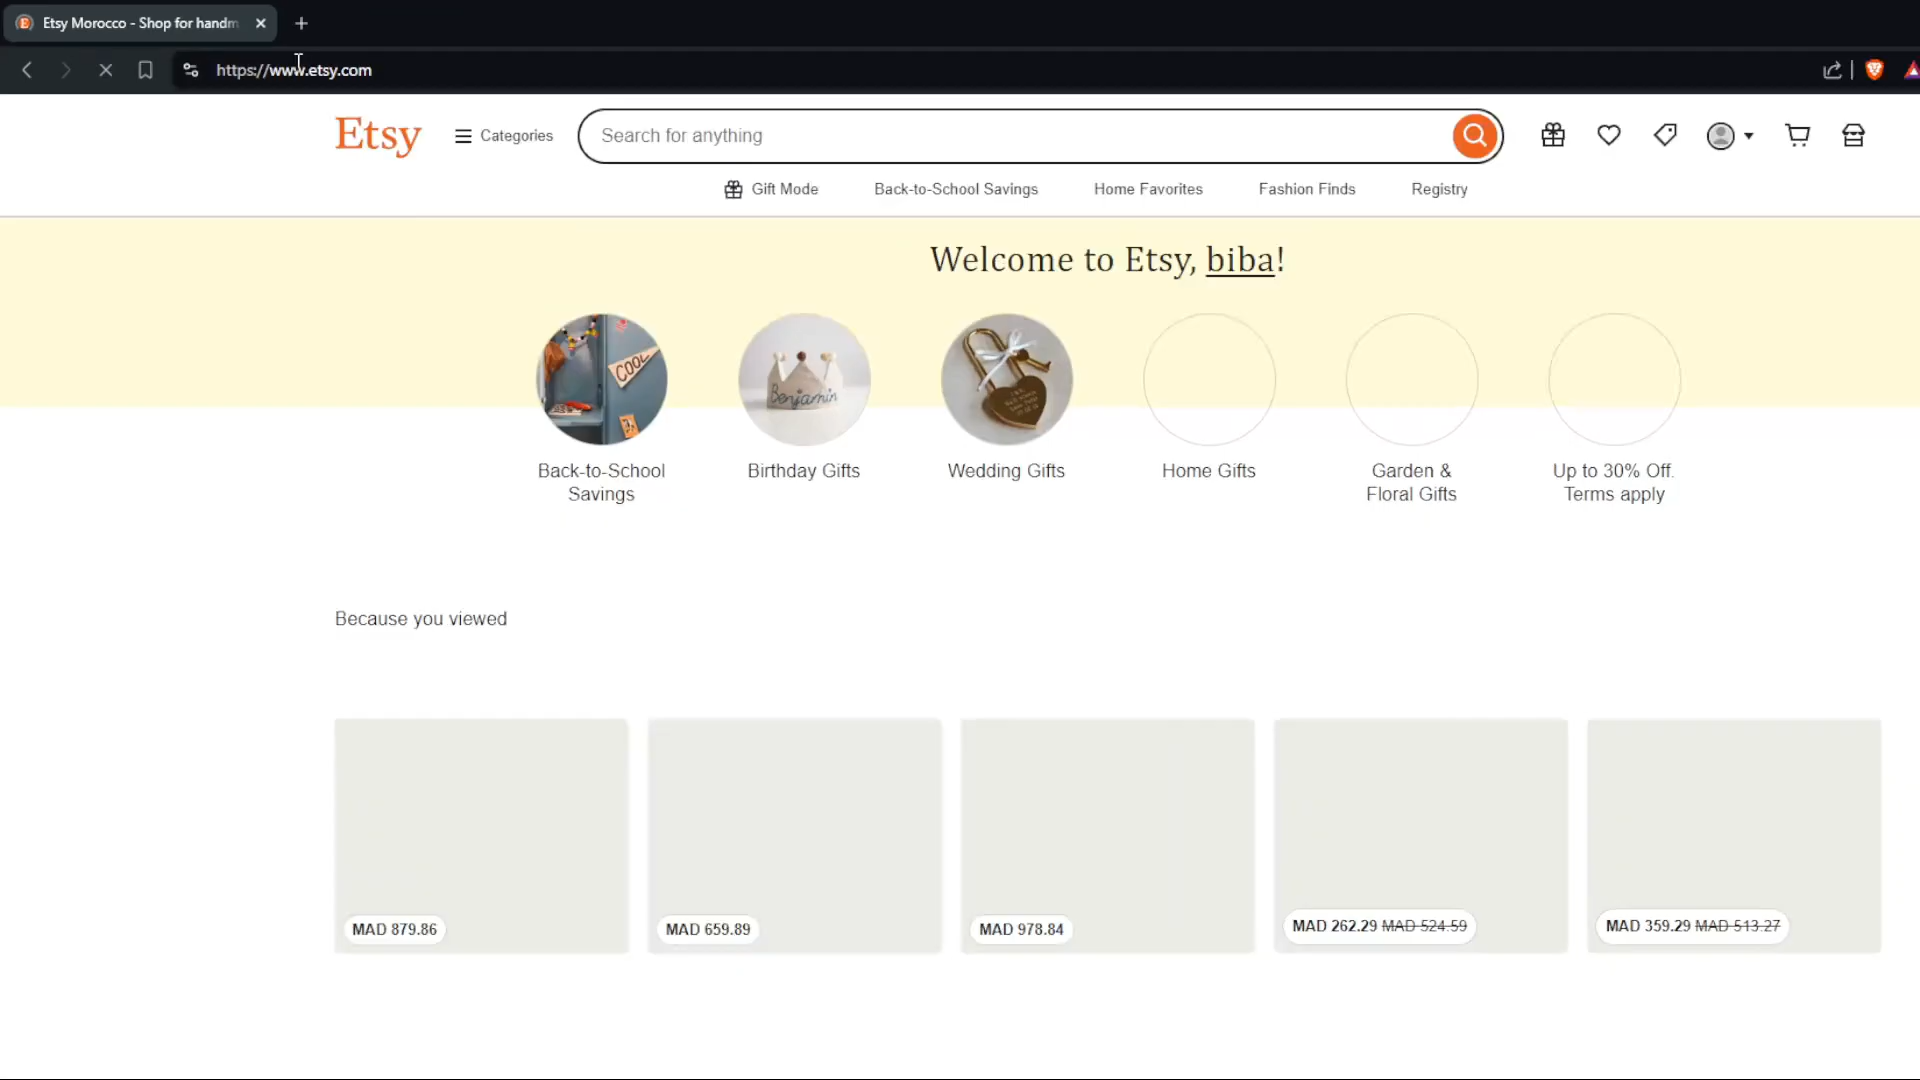 Etsy Morocco - Shop for handm
https://www.etsy.com
Etsy
Categories
Search for anything
Gift Mode
Back-to-School Savings
Home Favorites
Fashion Finds
Registry
Welcome to Etsy, biba!
COOL
Benjamin
Back-to-School
Savings
Birthday Gifts
Wedding Gifts
Home Gifts
Garden &
Floral Gifts
Up to 30% Off.
Terms apply
Because you viewed
MAD 879.86
MAD 659.89
MAD 978.84
MAD 262.29 MAD 524.59
MAD 359.29 MAD 513.27